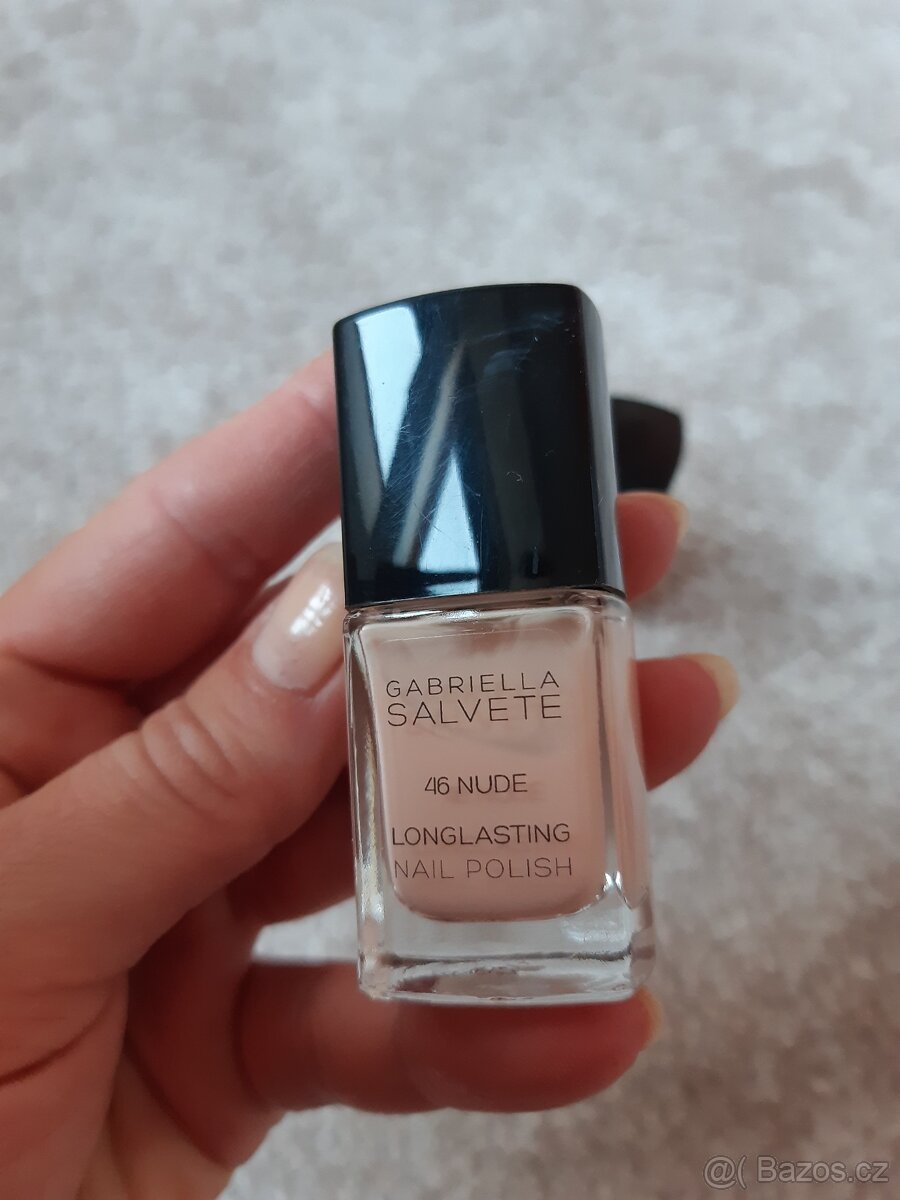 GABRIELLA
SALVETE
46 NUDE
LONGLASTING
NAIL POLISH
@( Bazos.cz